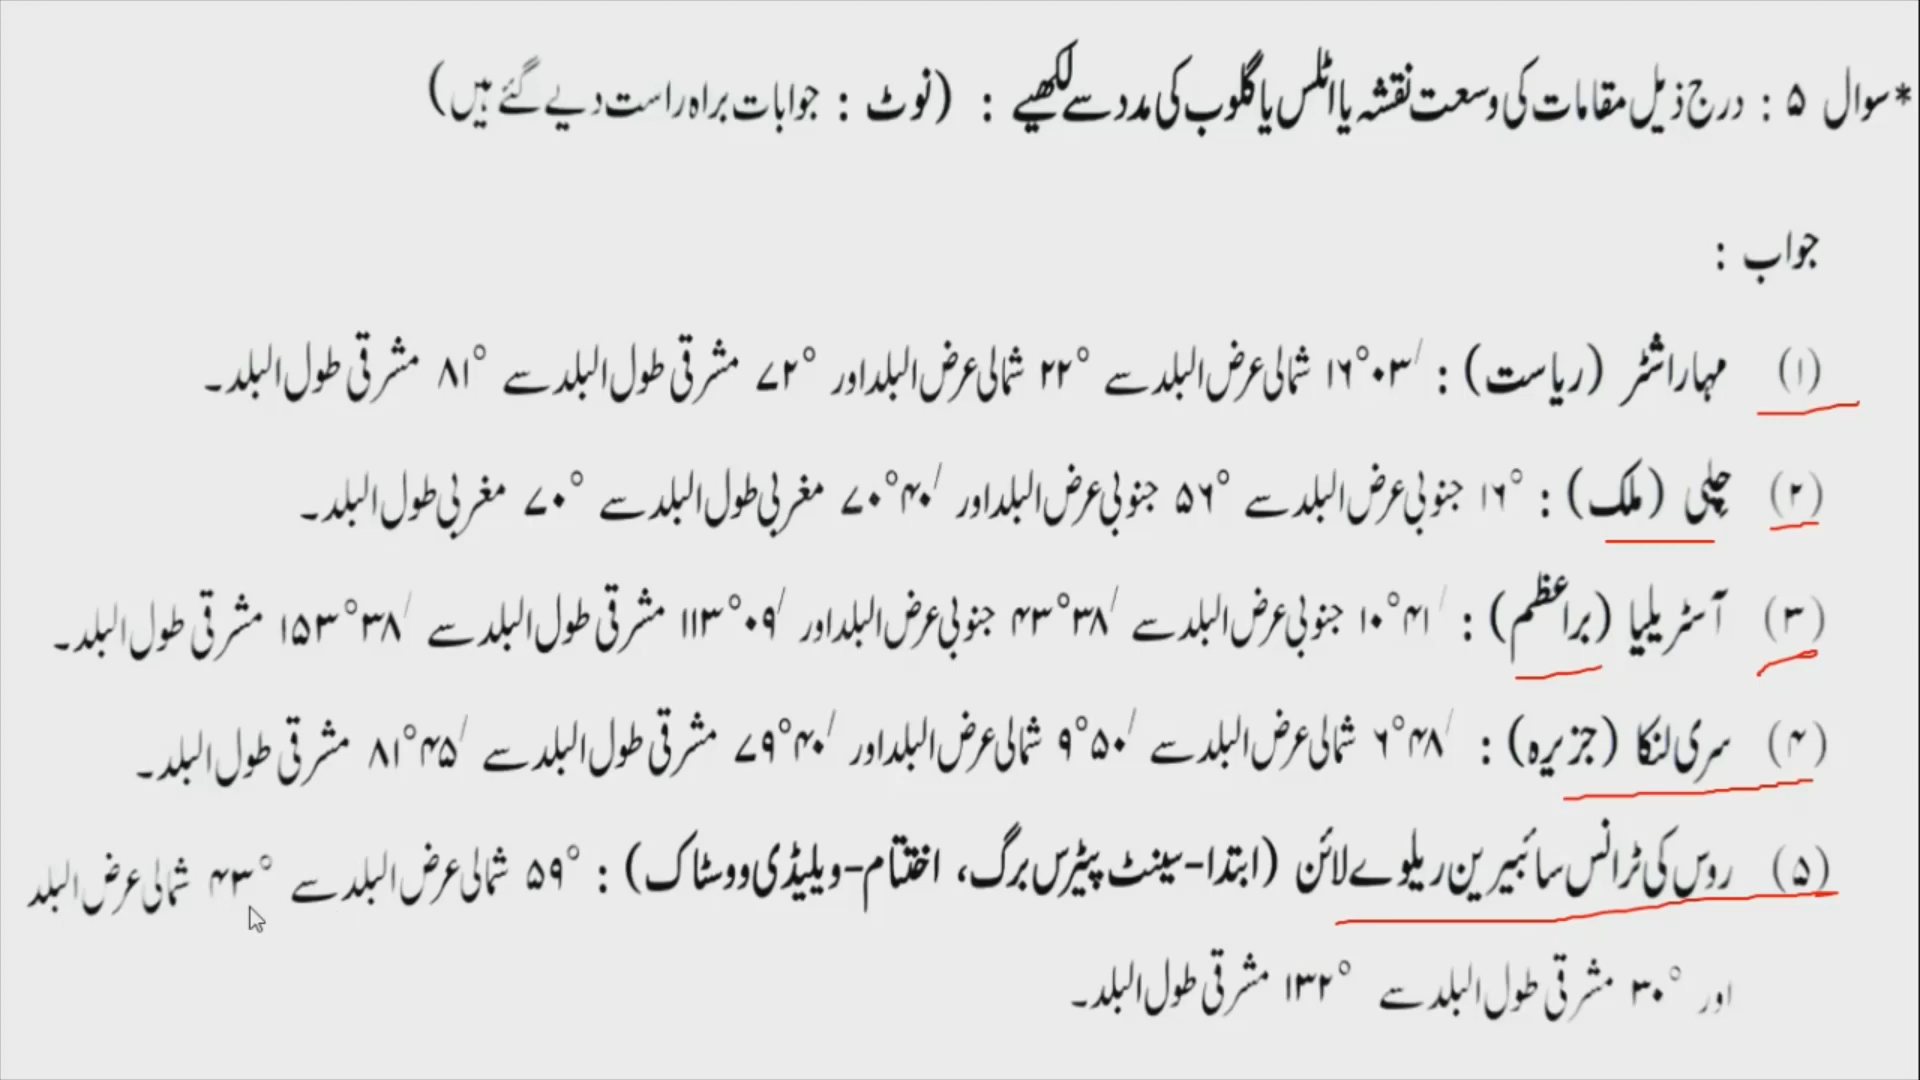 * سوال ۵ : درج ذیل مقامات کی وسعت نقشہ یا اٹلس یا گلوب کی مدد سے لکھیے : (نوٹ : جوابات براہ راست دیے گئے ہیں)
جواب :
(۱) مہاراشٹر (ریاست) : ۱۶°۰۳′ شمالی عرض البلد سے ۲۲° شمالی عرض البلد اور ۷۲° مشرقی طول البلد سے ۸۱° مشرقی طول البلد۔
(۲) چلی (ملک) : ۱۶° جنوبی عرض البلد سے ۵۶° جنوبی عرض البلد اور ۷۰°۴۰′ مغربی طول البلد سے ۷۰° مغربی طول البلد۔
(۳) آسٹریلیا (براعظم) : ۱۰°۴۱′ جنوبی عرض البلد سے ۴۳°۳۸′ جنوبی عرض البلد اور ۱۱۳°۰۹′ مشرقی طول البلد سے ۱۵۳°۳۸′ مشرقی طول البلد۔
(۴) سری لنکا (جزیرہ) : ۶°۴۸′ شمالی عرض البلد سے ۹°۵۰′ شمالی عرض البلد اور ۷۹°۴۰′ مشرقی طول البلد سے ۸۱°۴۵′ مشرقی طول البلد۔
(۵) روس کی ٹرانس سائبیرین ریلوے لائن (ابتدا-سینٹ پیٹرس برگ، اختتام-ویلیڈی ووسٹاک) : ۵۹° شمالی عرض البلد سے ۴۳° شمالی عرض البلد
اور ۳۰° مشرقی طول البلد سے ۱۳۲° مشرقی طول البلد۔